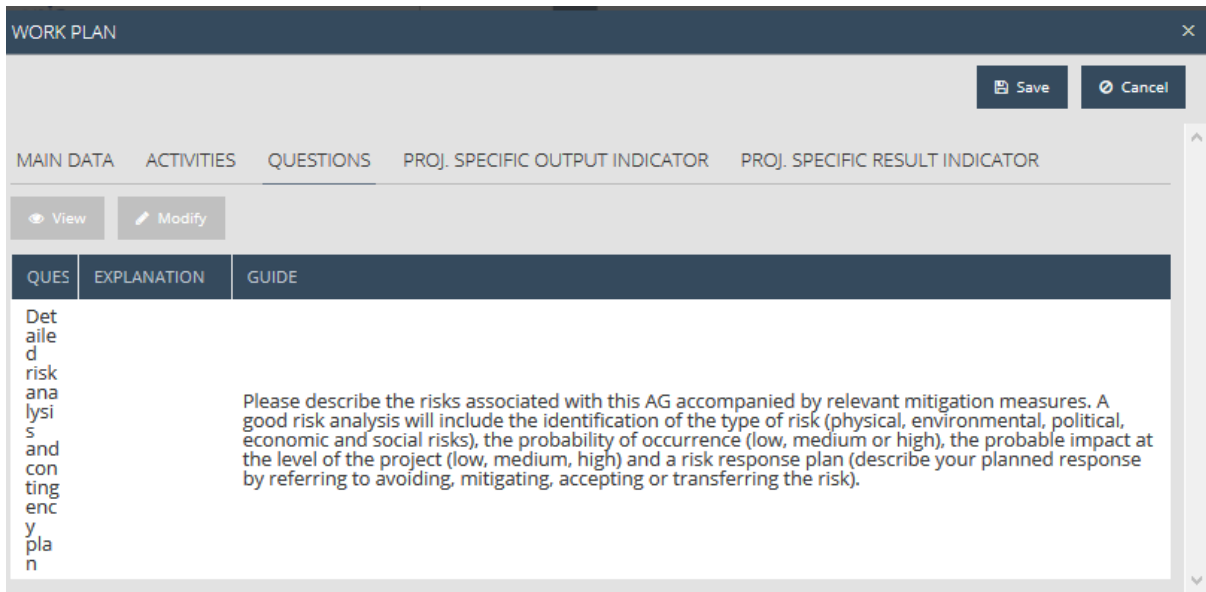 WORK PLAN
×
Save
Cancel
MAIN DATA
ACTIVITIES
QUESTIONS
PROJ. SPECIFIC OUTPUT INDICATOR
PROJ. SPECIFIC RESULT INDICATOR
View
Modify
QUES
EXPLANATION
GUIDE
Det
aile
d
risk
ana
lysi
s
and
con
ting
enc
y
pla
n
Please describe the risks associated with this AG accompanied by relevant mitigation measures. A
good risk analysis will include the identification of the type of risk (physical, environmental, political,
economic and social risks), the probability of occurrence (low, medium or high), the probable impact at
the level of the project (low, medium, high) and a risk response plan (describe your planned response
by referring to avoiding, mitigating, accepting or transferring the risk).